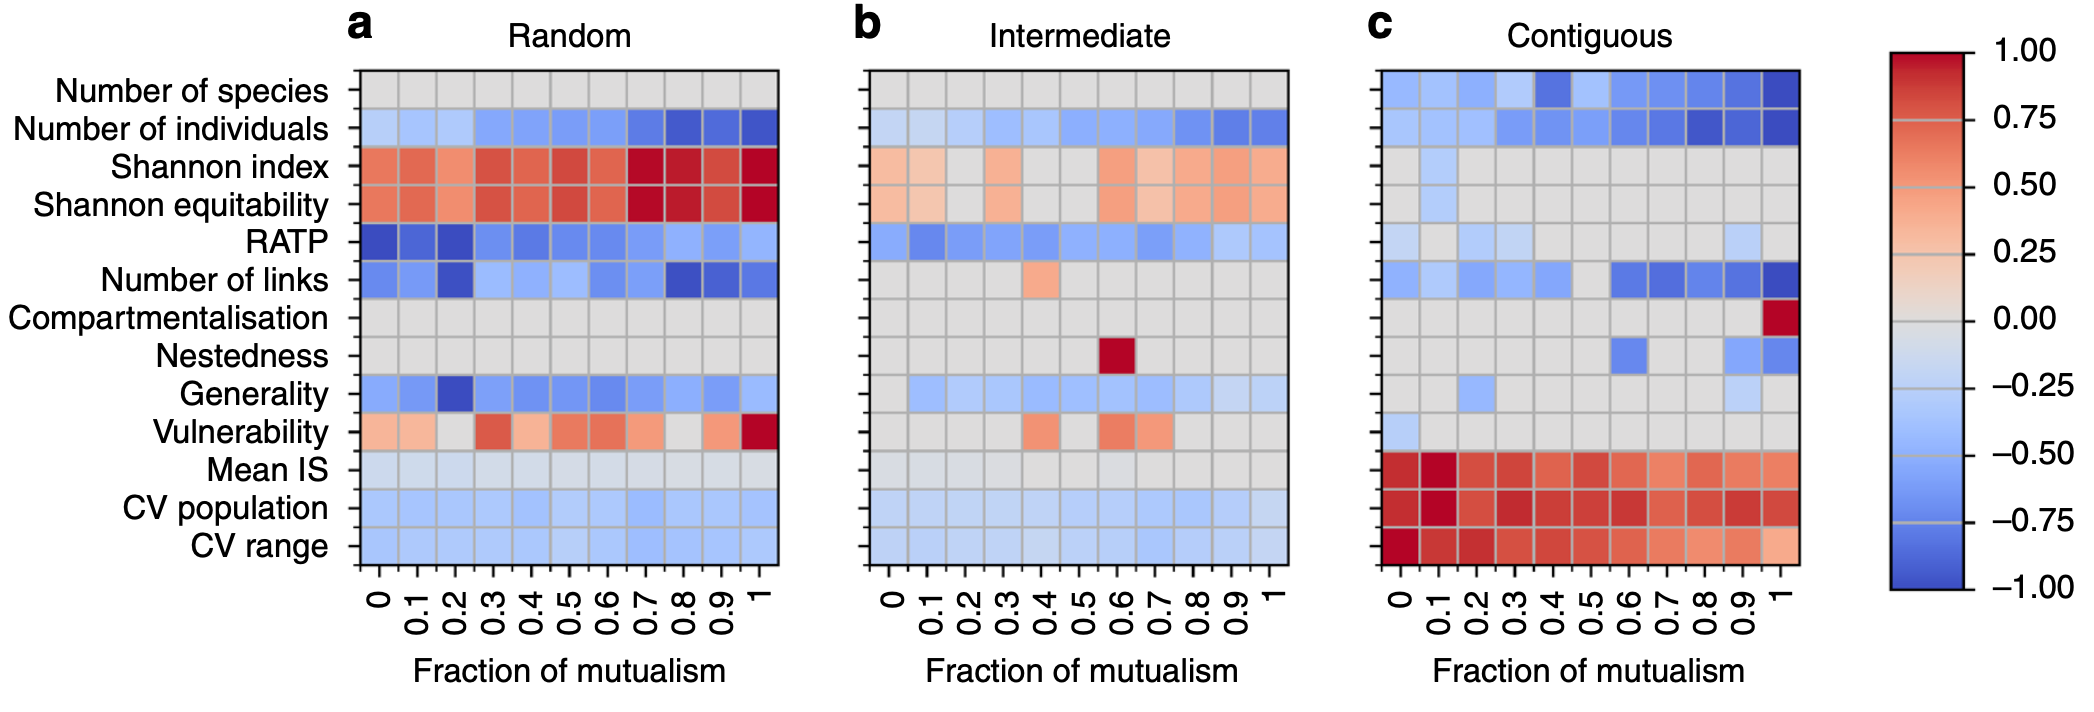 a Random
b Intermediate
c Contiguous
Number of species
Number of individuals
Shannon index
Shannon equitability
RATP
Number of links
Compartmentalisation
Nestedness
Generality
Vulnerability
Mean IS
CV population
CV range
0 0.1 0.2 0.3 0.4 0.5 0.6 0.7 0.8 0.9 1
Fraction of mutualism
0 0.1 0.2 0.3 0.4 0.5 0.6 0.7 0.8 0.9 1
Fraction of mutualism
0 0.1 0.2 0.3 0.4 0.5 0.6 0.7 0.8 0.9 1
Fraction of mutualism
1.00
0.75
0.50
0.25
0.00
−0.25
−0.50
−0.75
−1.00